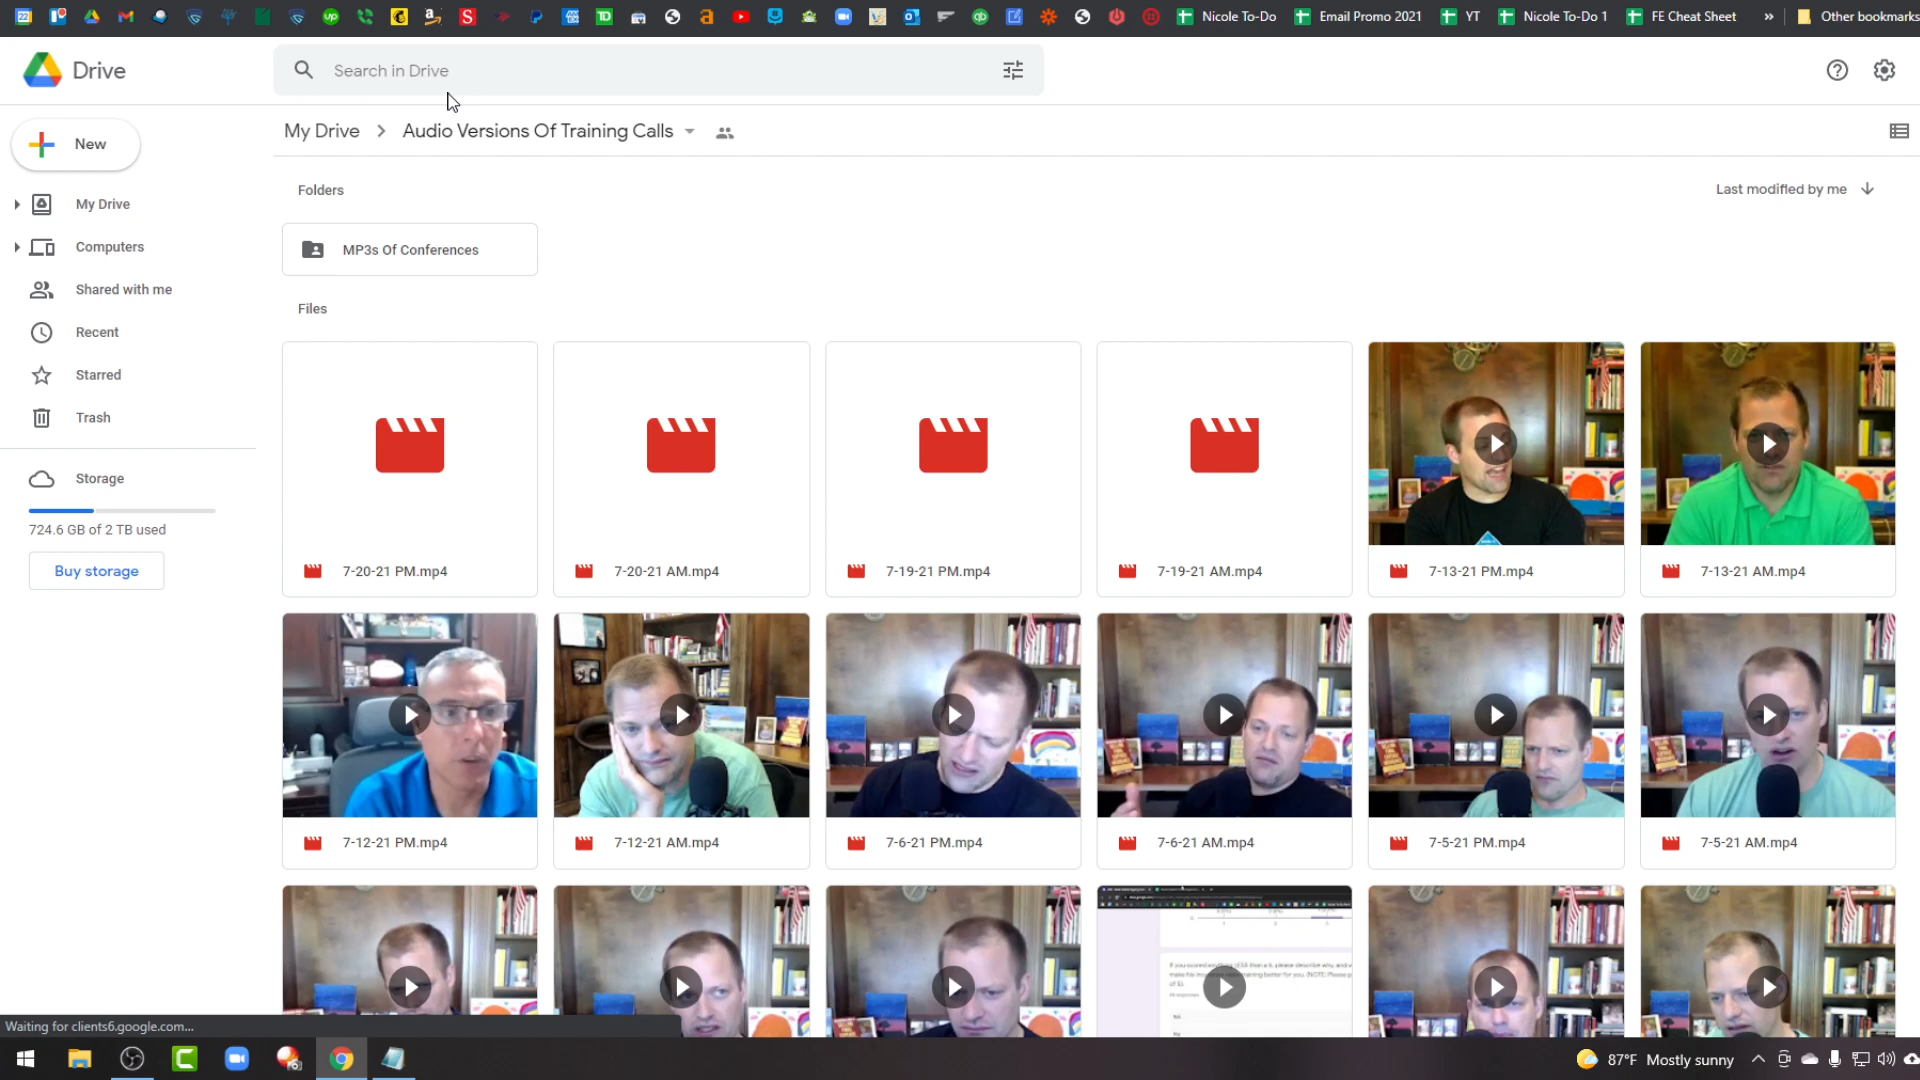 Nicole To-Do
Email Promo 2021
YT
Nicole To-Do 1
FE Cheat Sheet
»
Other bookmarks
Drive
Search in Drive
New
My Drive
Computers
Shared with me
Recent
Starred
Trash
Storage
724.6 GB of 2 TB used
Buy storage
My Drive > Audio Versions Of Training Calls
Folders
Last modified by me
MP3s Of Conferences
Files
7-20-21 PM.mp4
7-20-21 AM.mp4
7-19-21 PM.mp4
7-19-21 AM.mp4
7-13-21 PM.mp4
7-13-21 AM.mp4
7-12-21 PM.mp4
7-12-21 AM.mp4
7-6-21 PM.mp4
7-6-21 AM.mp4
7-5-21 PM.mp4
7-5-21 AM.mp4
Waiting for clients6.google.com...
87°F Mostly sunny